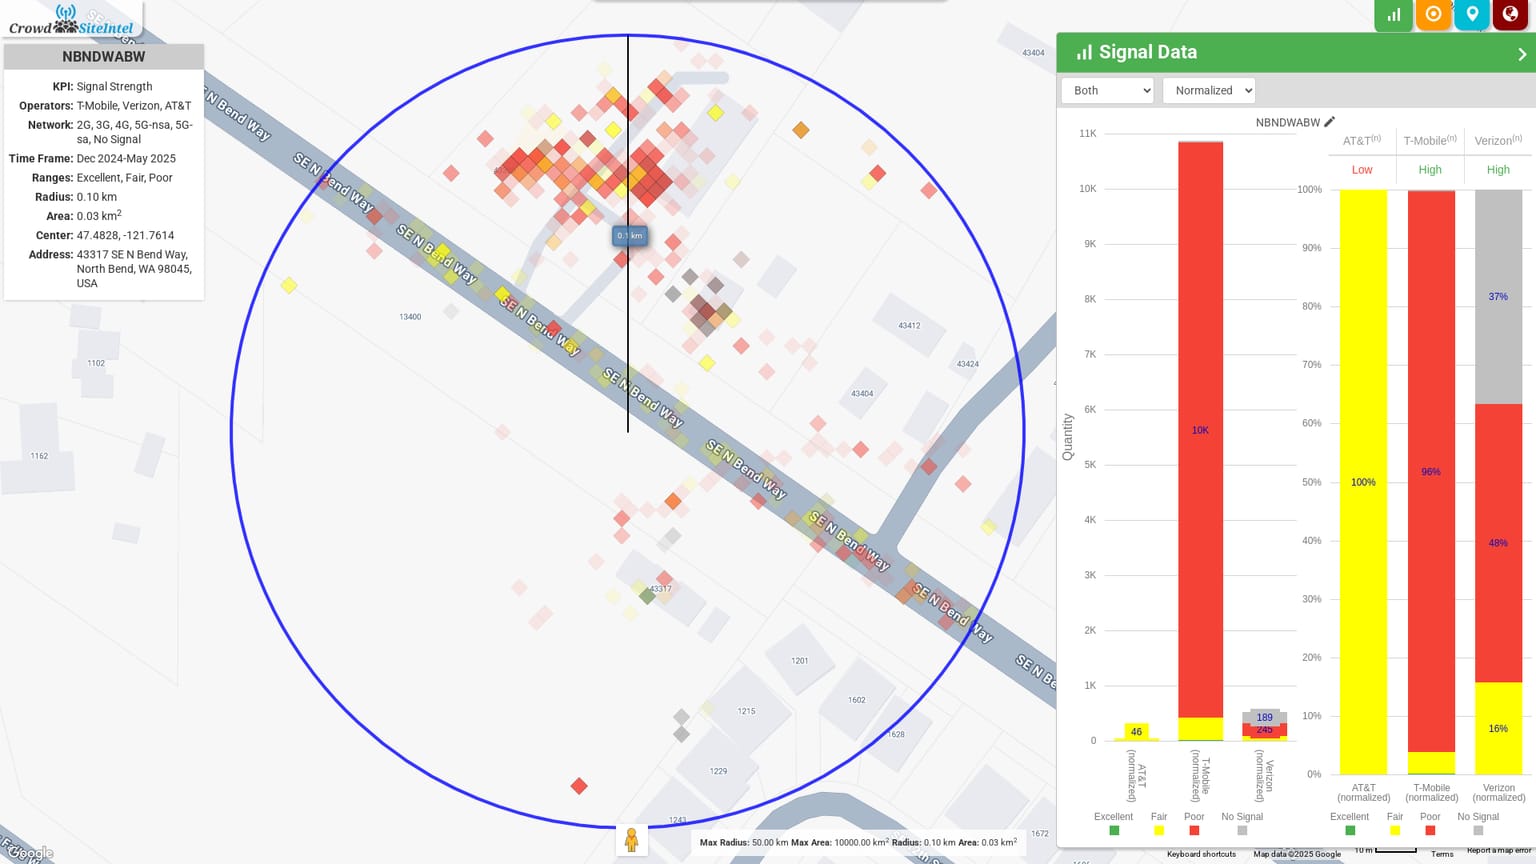 Crowd SiteIntel
NBNDWABW
KPI: Signal Strength
Operators: T-Mobile, Verizon, AT&T
Network: 2G, 3G, 4G, 5G-nsa, 5G-
sa, No Signal
Time Frame: Dec 2024-May 2025
Ranges: Excellent, Fair, Poor
Radius: 0.10 km
Area: 0.03 km²
Center: 47.4828, -121.7614
Address: 43317 SE N Bend Way,
North Bend, WA 98045,
USA
SE N Bend Way
SE N Bend Way
SE N Bend Way
SE N Bend Way
SE N Bend Way
SE N Bend Way
SE N Bend Way
SE N Bend Way
SE N Be
0.1 km
43404
13400
1102
1162
43412
43424
43404
43317
1201
1215
1602
1628
1229
1243
1672
Google
Max Radius: 50.00 km Max Area: 10000.00 km² Radius: 0.10 km Area: 0.03 km²
Signal Data
Both
Normalized
NBNDWABW
AT&T(n) T-Mobile(n) Verizon(n)
Low High High
11K
10K
9K
8K
7K
6K
5K
4K
3K
2K
1K
0
Quantity
46
10K
189
245
AT&T
(normalized)
T-Mobile
(normalized)
Verizon
(normalized)
Excellent Fair Poor No Signal
100%
90%
80%
70%
60%
50%
40%
30%
20%
10%
0%
100%
96%
37%
48%
16%
AT&T
(normalized)
T-Mobile
(normalized)
Verizon
(normalized)
Excellent Fair Poor No Signal
Keyboard shortcuts Map data ©2025 Google 10 m Terms Report a map error